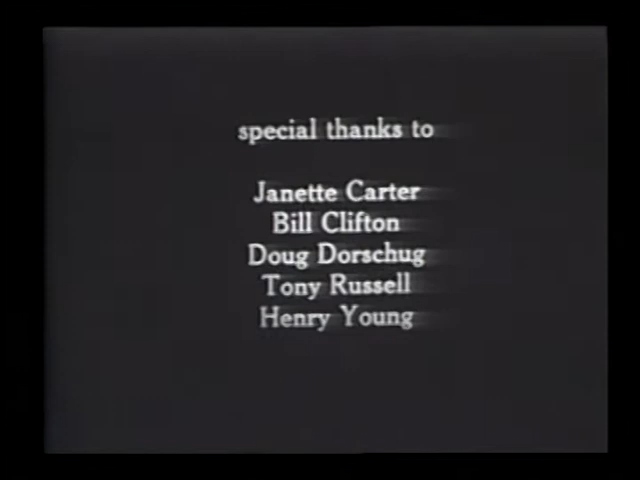 special thanks to
Janette Carter
Bill Clifton
Doug Dorschug
Tony Russell
Henry Young